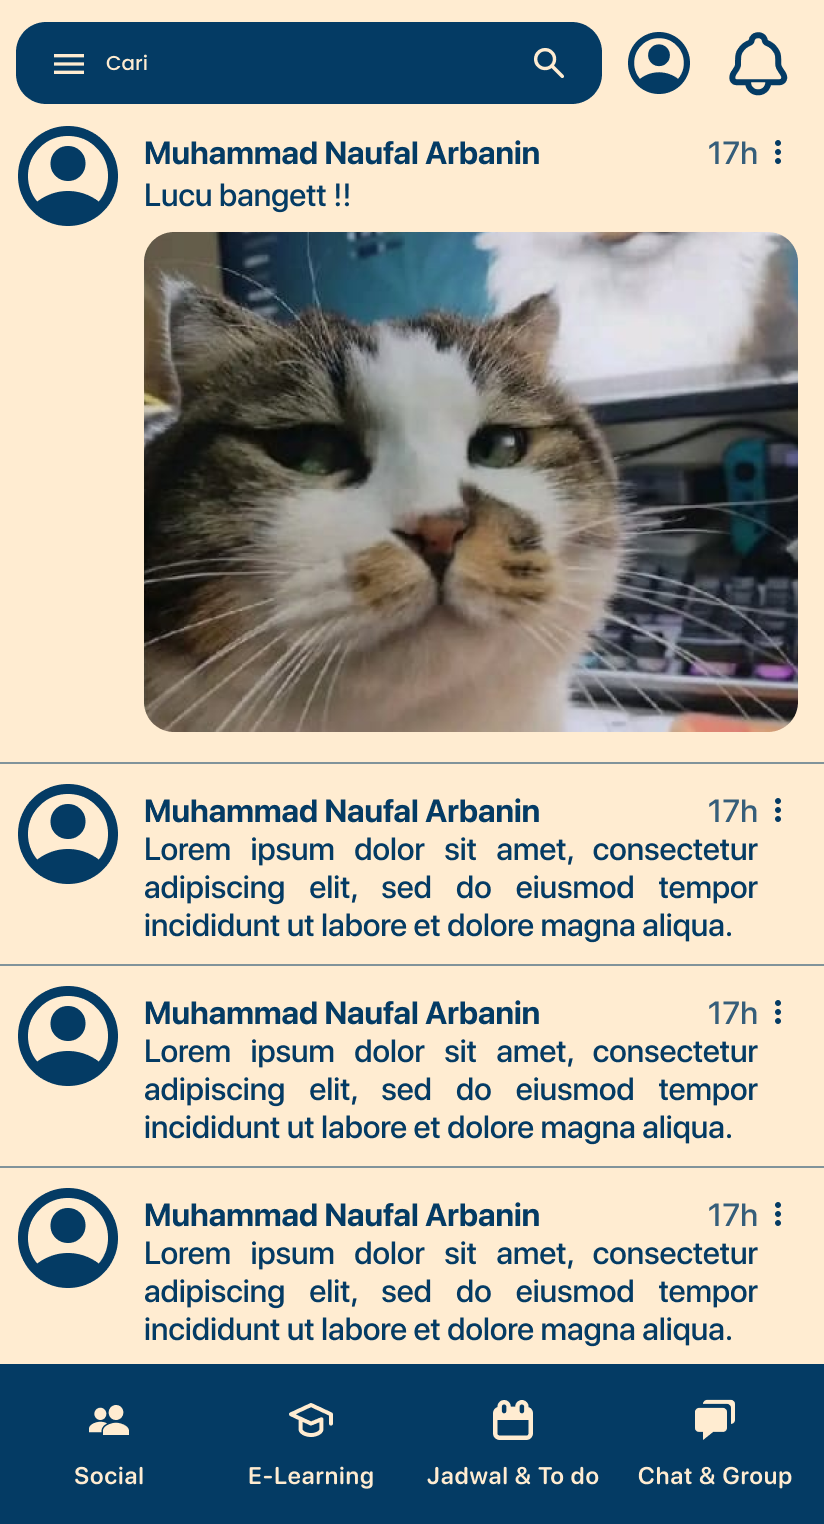 Cari
Muhammad Naufal Arbanin 17h
Lucu bangett !!
Muhammad Naufal Arbanin 17h
Lorem ipsum dolor sit amet, consectetur
adipiscing elit, sed do eiusmod tempor
incididunt ut labore et dolore magna aliqua.
Muhammad Naufal Arbanin 17h
Lorem ipsum dolor sit amet, consectetur
adipiscing elit, sed do eiusmod tempor
incididunt ut labore et dolore magna aliqua.
Muhammad Naufal Arbanin 17h
Lorem ipsum dolor sit amet, consectetur
adipiscing elit, sed do eiusmod tempor
incididunt ut labore et dolore magna aliqua.
Social E-Learning Jadwal & To do Chat & Group